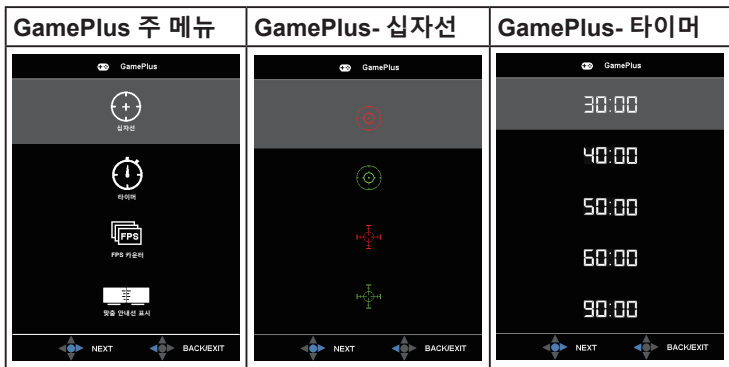 GamePlus 주 메뉴
GamePlus
십자선
타이머
FPS
FPS 카운터
맞춤 안내선 표시
NEXT BACK/EXIT
GamePlus- 십자선
GamePlus
NEXT BACK/EXIT
GamePlus- 타이머
GamePlus
30:00
40:00
50:00
60:00
90:00
NEXT BACK/EXIT